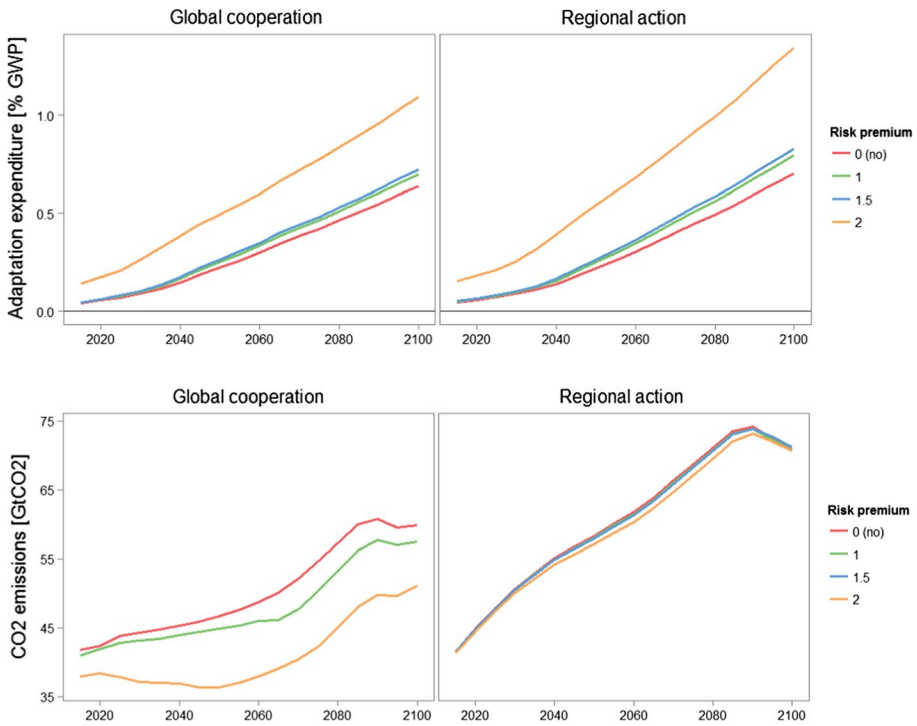 Global cooperation
Regional action
Adaptation expenditure [% GWP]
1.0
0.5
0.0
2020 2040 2060 2080 2100
2020 2040 2060 2080 2100
Risk premium
0 (no)
1
1.5
2
Global cooperation
Regional action
CO2 emissions [GtCO2]
75
65
55
45
35
2020 2040 2060 2080 2100
2020 2040 2060 2080 2100
Risk premium
0 (no)
1
1.5
2